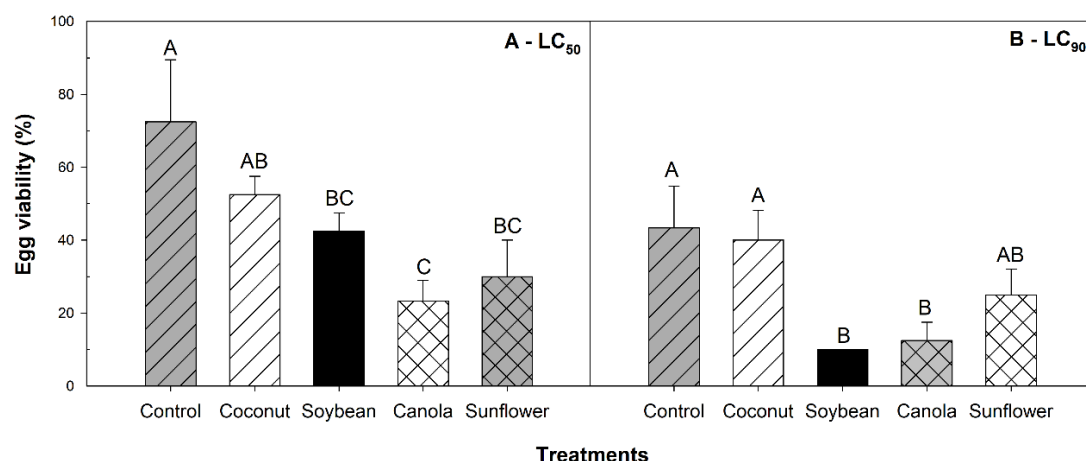 Egg viability (%)
100
80
60
40
20
0
A - LC50
A
AB
BC
C
BC
Control Coconut Soybean Canola Sunflower
B - LC90
A
A
B
B
AB
Control Coconut Soybean Canola Sunflower
Treatments